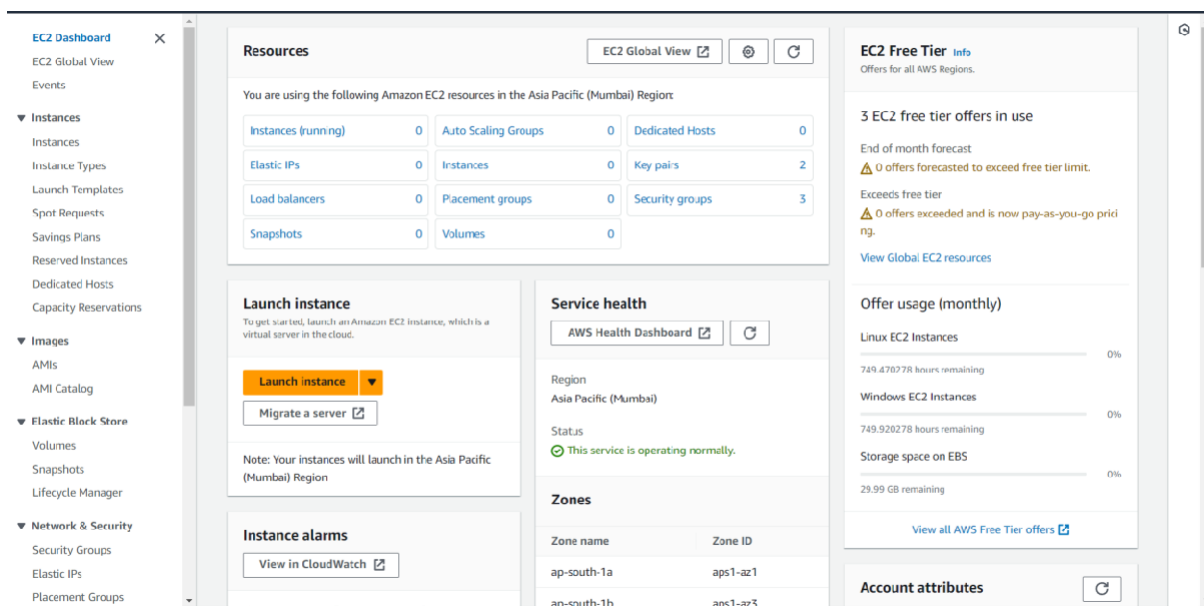 EC2 Dashboard
EC2 Global View
Events
Instances
Instances
Instance Types
Launch Templates
Spot Requests
Savings Plans
Reserved Instances
Dedicated Hosts
Capacity Reservations
Images
AMIs
AMI Catalog
Elastic Block Store
Volumes
Snapshots
Lifecycle Manager
Network & Security
Security Groups
Elastic IPs
Placement Groups
Resources
EC2 Global View
You are using the following Amazon EC2 resources in the Asia Pacific (Mumbai) Region:
Instances (running) 0 Auto Scaling Groups 0 Dedicated Hosts 0
Elastic IPs 0 Instances 0 Key pairs 2
Load balancers 0 Placement groups 0 Security groups 3
Snapshots 0 Volumes 0
Launch instance
To get started, launch an Amazon EC2 instance, which is a
virtual server in the cloud.
Launch instance
Migrate a server
Note: Your instances will launch in the Asia Pacific
(Mumbai) Region
Instance alarms
View in CloudWatch
Service health
AWS Health Dashboard
Region
Asia Pacific (Mumbai)
Status
This service is operating normally.
Zones
Zone name Zone ID
ap-south-1a aps1-az1
ap-south-1b aps1-az3
EC2 Free Tier Info
Offers for all AWS Regions.
3 EC2 free tier offers in use
End of month forecast
0 offers forecasted to exceed free tier limit.
Exceeds free tier
0 offers exceeded and is now pay-as-you-go prici
ng.
View Global EC2 resources
Offer usage (monthly)
Linux EC2 Instances
0%
749.470278 hours remaining
Windows EC2 Instances
0%
749.920278 hours remaining
Storage space on EBS
0%
29.99 GB remaining
View all AWS Free Tier offers
Account attributes